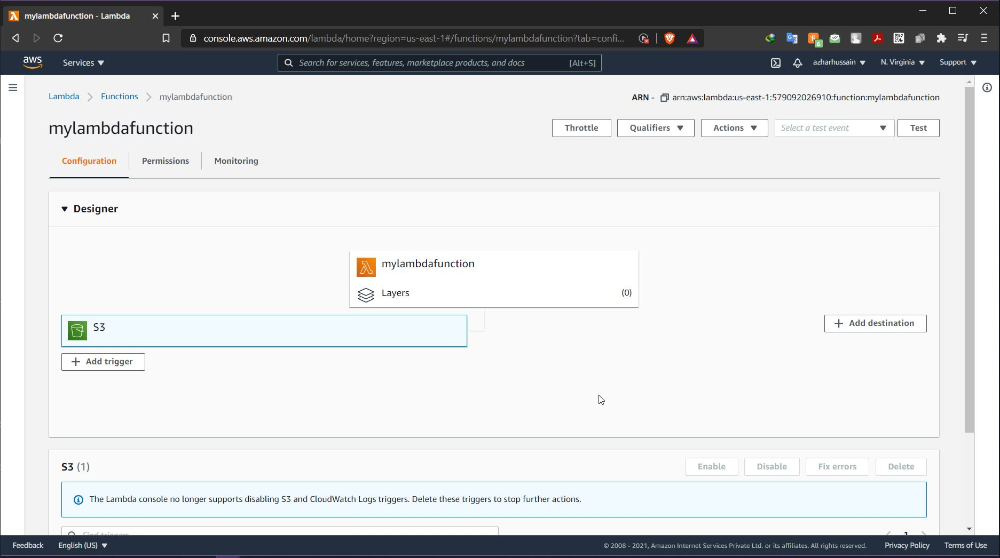 mylambdafunction - Lambda
console.aws.amazon.com/lambda/home?region=us-east-1#/functions/mylambdafunction?tab=confi...
6
aws
Services
Search for services, features, marketplace products, and docs [Alt+S]
azharhussain
N. Virginia
Support
Lambda
Functions
mylambdafunction
ARN - arn:aws:lambda:us-east-1:579092026910:function:mylambdafunction
mylambdafunction
Throttle
Qualifiers
Actions
Select a test event
Test
Configuration
Permissions
Monitoring
Designer
mylambdafunction
Layers (0)
S3
+ Add destination
+ Add trigger
S3 (1)
Enable
Disable
Fix errors
Delete
The Lambda console no longer supports disabling S3 and CloudWatch Logs triggers. Delete these triggers to stop further actions.
Find triggers
1
Feedback
English (US)
© 2008 - 2021, Amazon Internet Services Private Ltd. or its affiliates. All rights reserved.
Privacy Policy
Terms of Use